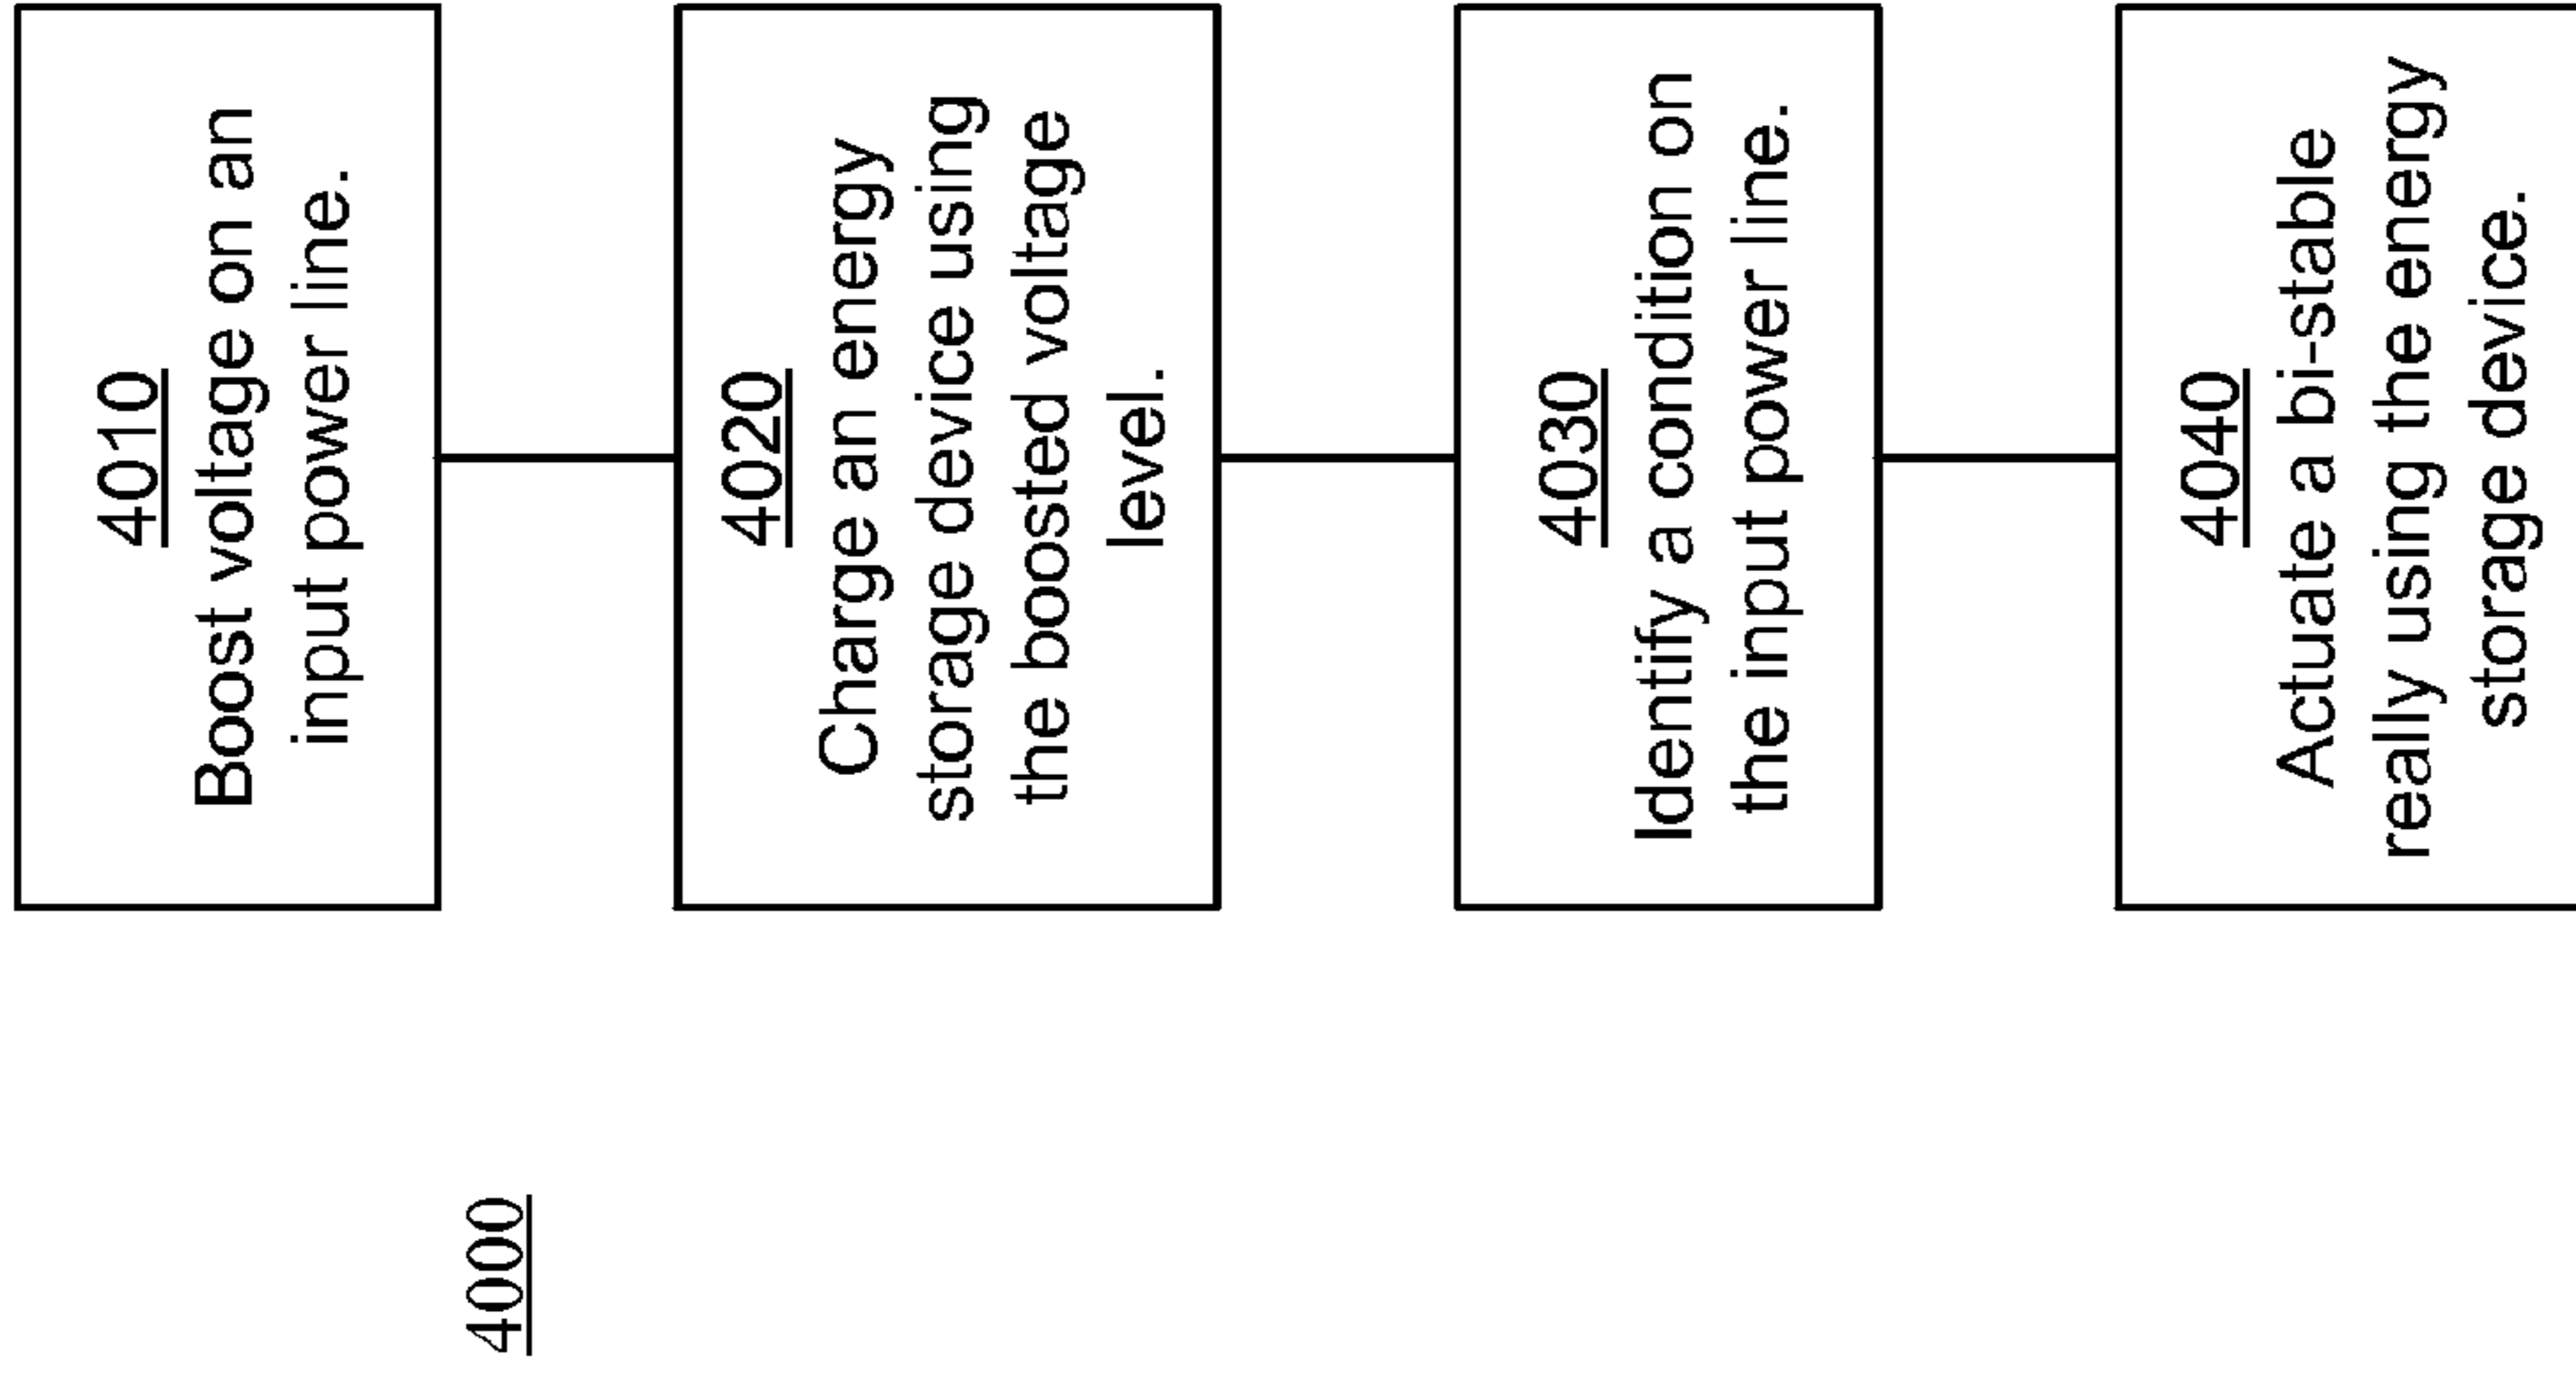 4000
4010
Boost voltage on an
input power line.
4020
Charge an energy
storage device using
the boosted voltage
level.
4030
Identify a condition on
the input power line.
4040
Actuate a bi-stable
really using the energy
storage device.